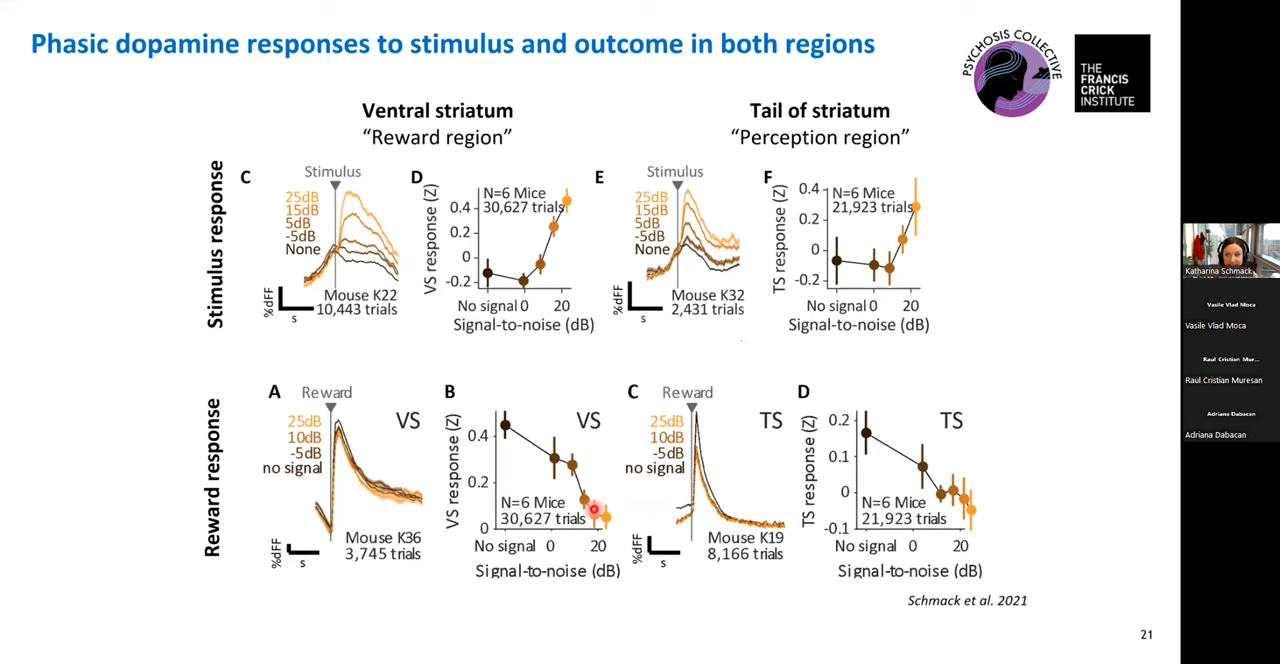 Phasic dopamine responses to stimulus and outcome in both regions
PSYCHOSIS COLLECTIVE
THE
FRANCIS
CRICK
INSTITUTE
Ventral striatum
“Reward region”
Tail of striatum
“Perception region”
Stimulus response
C
Stimulus
25dB
15dB
5dB
-5dB
None
%dFF
s
Mouse K22
10,443 trials
D
VS response (Z)
0.4
0.2
0
-0.2
N=6 Mice
30,627 trials
No signal 0 20
Signal-to-noise (dB)
E
Stimulus
25dB
15dB
5dB
-5dB
None
%dFF
s
Mouse K32
2,431 trials
F
TS response (Z)
0.4
0.2
0
-0.2
N=6 Mice
21,923 trials
No signal 0 20
Signal-to-noise (dB)
Reward response
A
Reward
VS
25dB
10dB
-5dB
no signal
%dFF
s
Mouse K36
3,745 trials
B
VS
VS response (Z)
0.4
0.2
0
N=6 Mice
30,627 trials
No signal 0 20
Signal-to-noise (dB)
C
Reward
TS
25dB
10dB
-5dB
no signal
%dFF
s
Mouse K19
8,166 trials
D
TS
TS response (Z)
0.2
0.1
0
-0.1
N=6 Mice
21,923 trials
No signal 0 20
Signal-to-noise (dB)
Schmack et al. 2021
21
Katharina Schmack
Vasile Vlad Moca
Vasile Vlad Moca
Raul Cristian Mur...
Raul Cristian Muresan
Adriana Dabacan
Adriana Dabacan